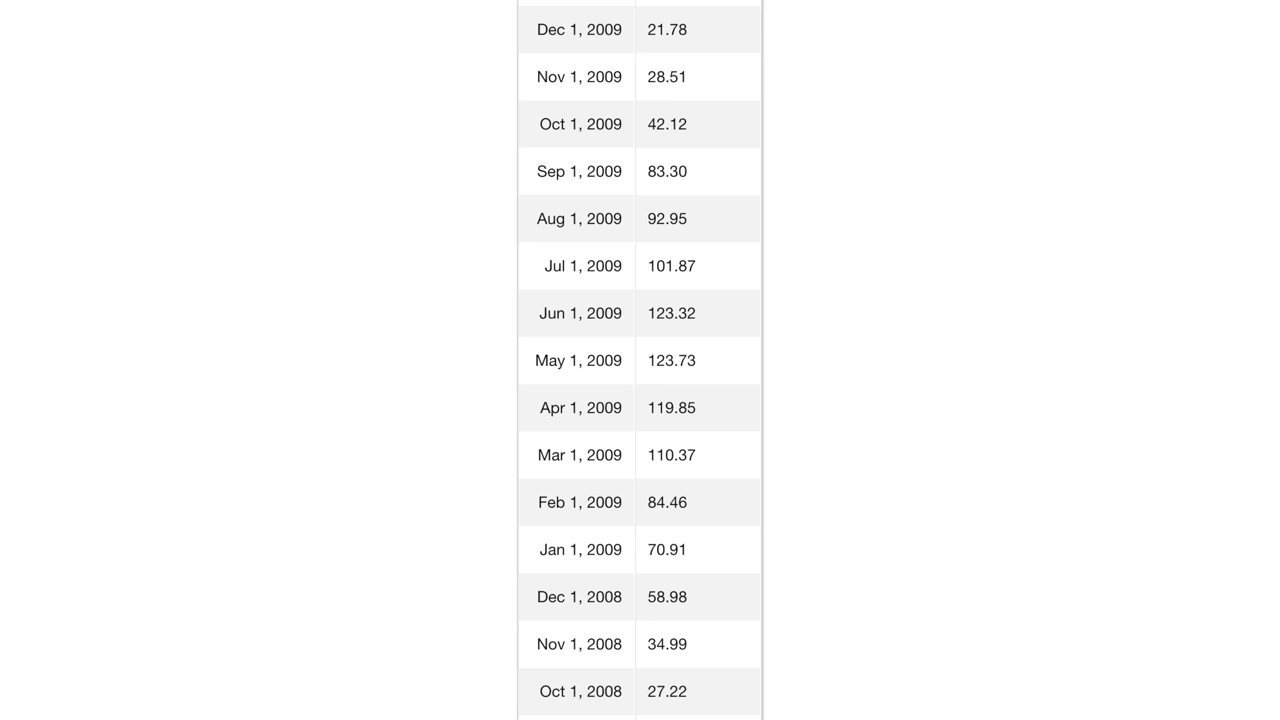 Dec 1, 2009 21.78
Nov 1, 2009 28.51
Oct 1, 2009 42.12
Sep 1, 2009 83.30
Aug 1, 2009 92.95
Jul 1, 2009 101.87
Jun 1, 2009 123.32
May 1, 2009 123.73
Apr 1, 2009 119.85
Mar 1, 2009 110.37
Feb 1, 2009 84.46
Jan 1, 2009 70.91
Dec 1, 2008 58.98
Nov 1, 2008 34.99
Oct 1, 2008 27.22